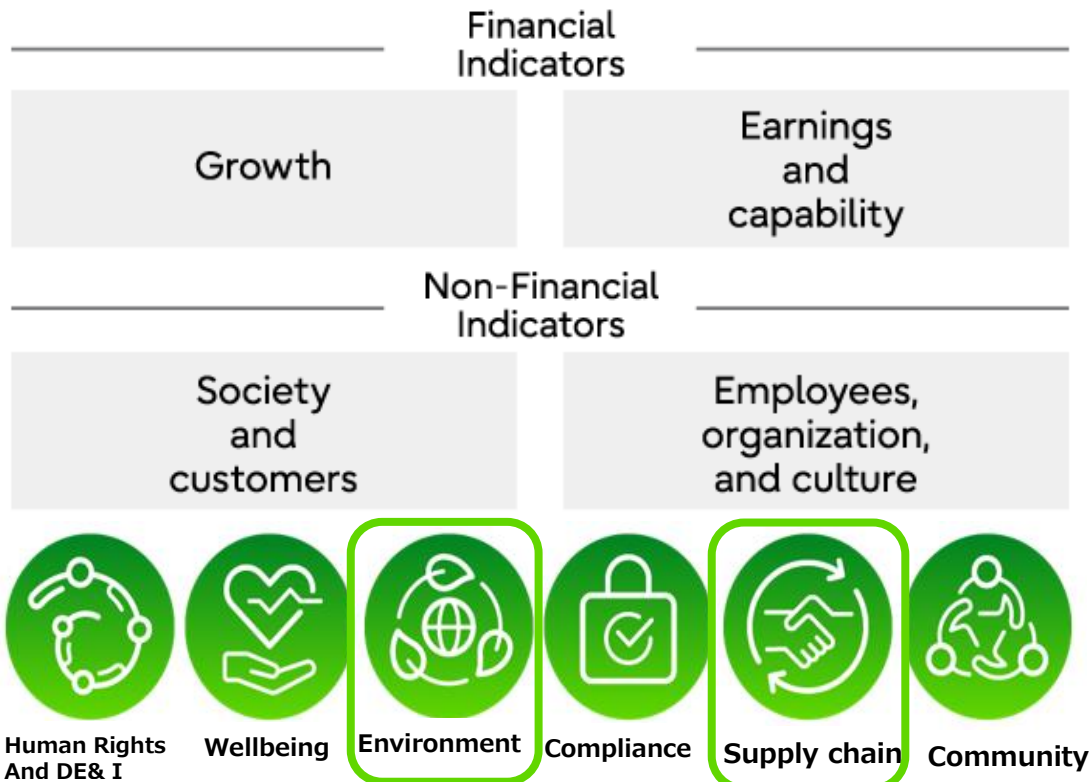 Financial
Indicators
Growth
Earnings
and
capability
Non-Financial
Indicators
Society
and
customers
Employees,
organization,
and culture
Human Rights
And DE& I
Wellbeing
Environment
Compliance
Supply chain
Community